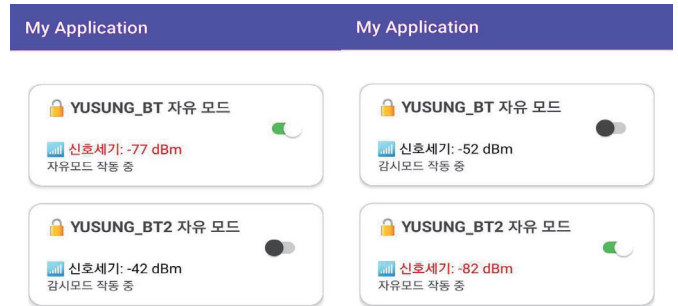 My Application
YUSUNG_BT 자유 모드
신호세기: -77 dBm
자유모드 작동 중
YUSUNG_BT2 자유 모드
신호세기: -42 dBm
감시모드 작동 중
My Application
YUSUNG_BT 자유 모드
신호세기: -52 dBm
감시모드 작동 중
YUSUNG_BT2 자유 모드
신호세기: -82 dBm
자유모드 작동 중